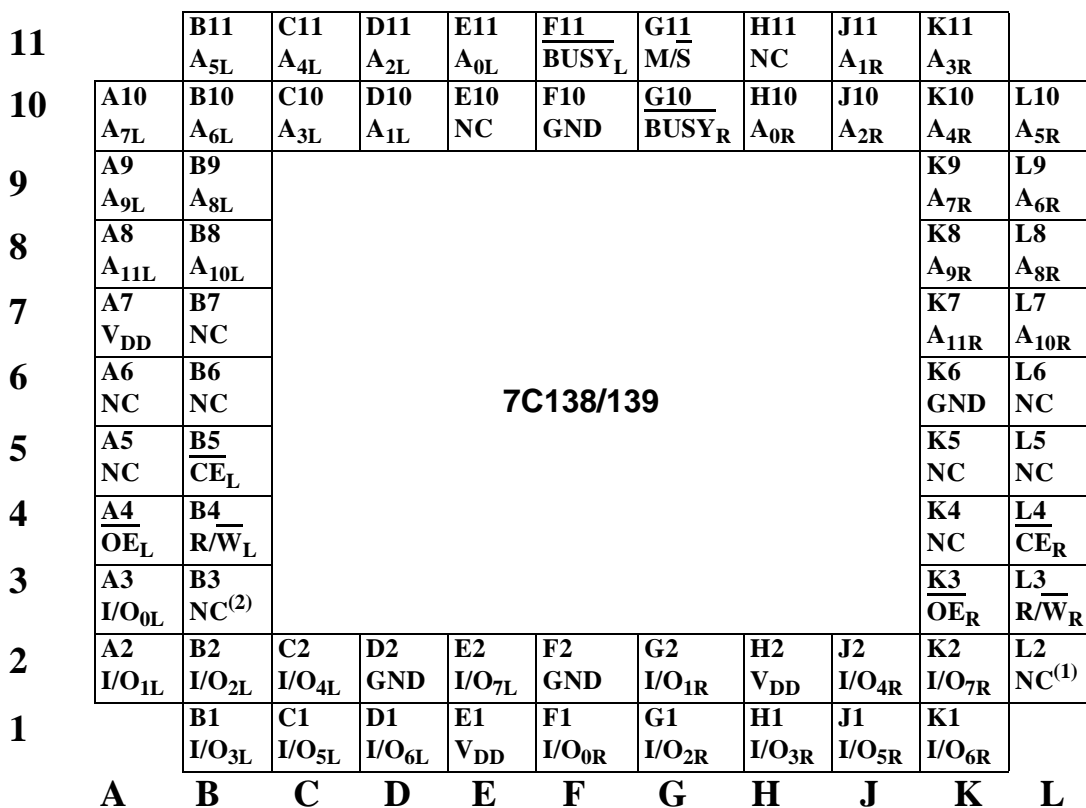 11 B11 C11 D11 E11 F11 G11 H11 J11 K11
A5L A4L A2L A0L BUSYL M/S NC A1R A3R
10 A10 B10 C10 D10 E10 F10 G10 H10 J10 K10 L10
A7L A6L A3L A1L NC GND BUSYR A0R A2R A4R A5R
9 A9 B9 K9 L9
A9L A8L A7R A6R
8 A8 B8 K8 L8
A11L A10L A9R A8R
7 A7 B7 K7 L7
VDD NC A11R A10R
6 A6 B6 K6 L6
NC NC 7C138/139 GND NC
5 A5 B5 K5 L5
NC CEL NC NC
4 A4 B4 K4 L4
OEL R/WL NC CER
3 A3 B3 K3 L3
I/O0L NC(2) OER R/WR
2 A2 B2 C2 D2 E2 F2 G2 H2 J2 K2 L2
I/O1L I/O2L I/O4L GND I/O7L GND I/O1R VDD I/O4R I/O7R NC(1)
1 B1 C1 D1 E1 F1 G1 H1 J1 K1
I/O3L I/O5L I/O6L VDD I/O0R I/O2R I/O3R I/O5R I/O6R
A B C D E F G H J K L